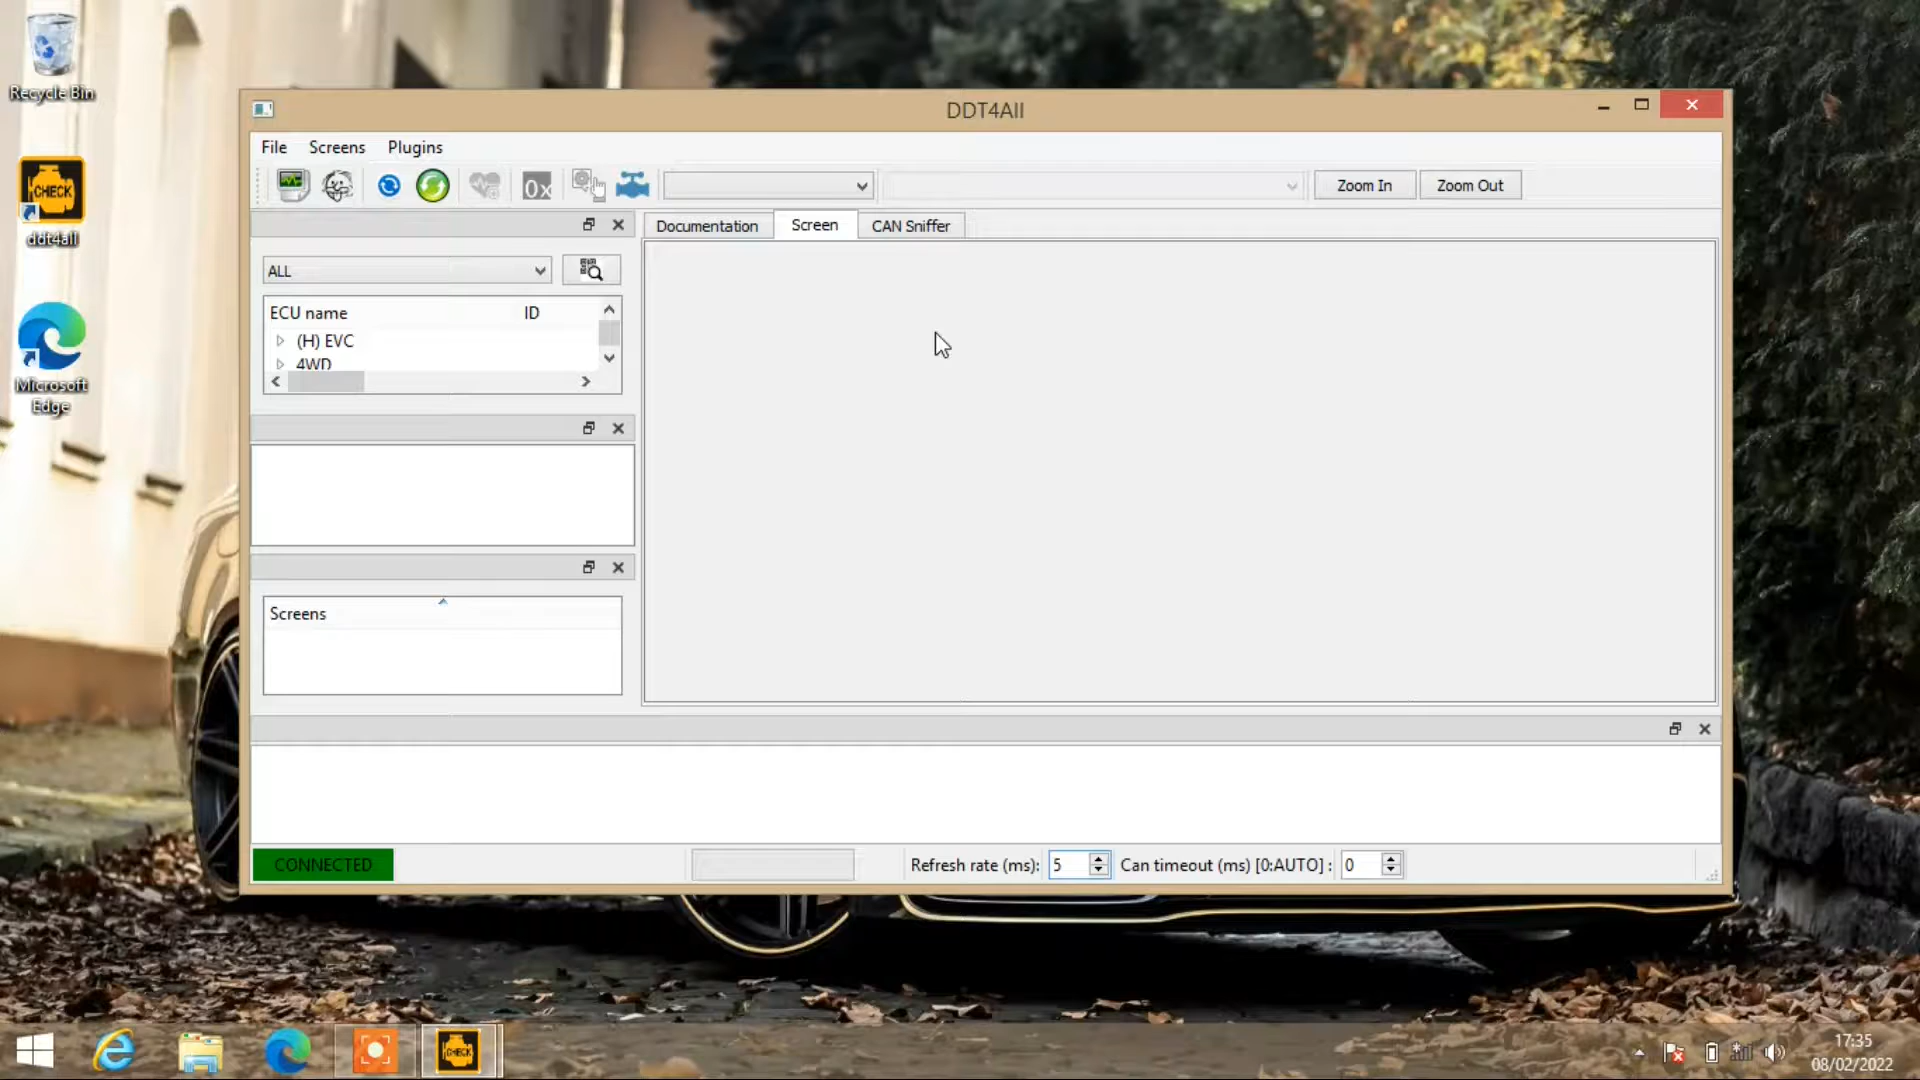 Recycle Bin
CHECK
ddt4all
Microsoft
Edge
DDT4All
File Screens Plugins
0x
Zoom In Zoom Out
Documentation Screen CAN Sniffer
ALL
ECU name ID
(H) EVC
4WD
Screens
CONNECTED
Refresh rate (ms): 5 Can timeout (ms) [0:AUTO] : 0
CHECK
17:35
08/02/2022